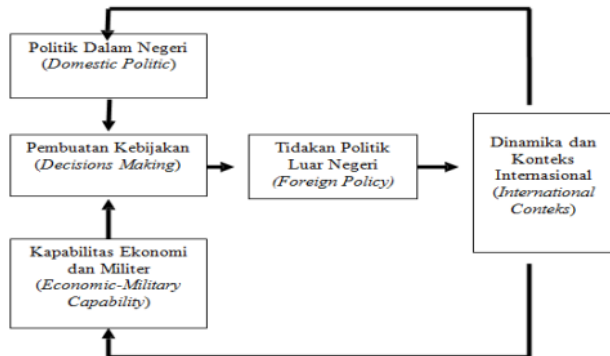 Politik Dalam Negeri
(Domestic Politic)
Pembuatan Kebijakan
(Decisions Making)
Tidakan Politik
Luar Negeri
(Foreign Policy)
Dinamika dan
Konteks
Internasional
(International
Conteks)
Kapabilitas Ekonomi
dan Militer
(Economic-Military
Capability)